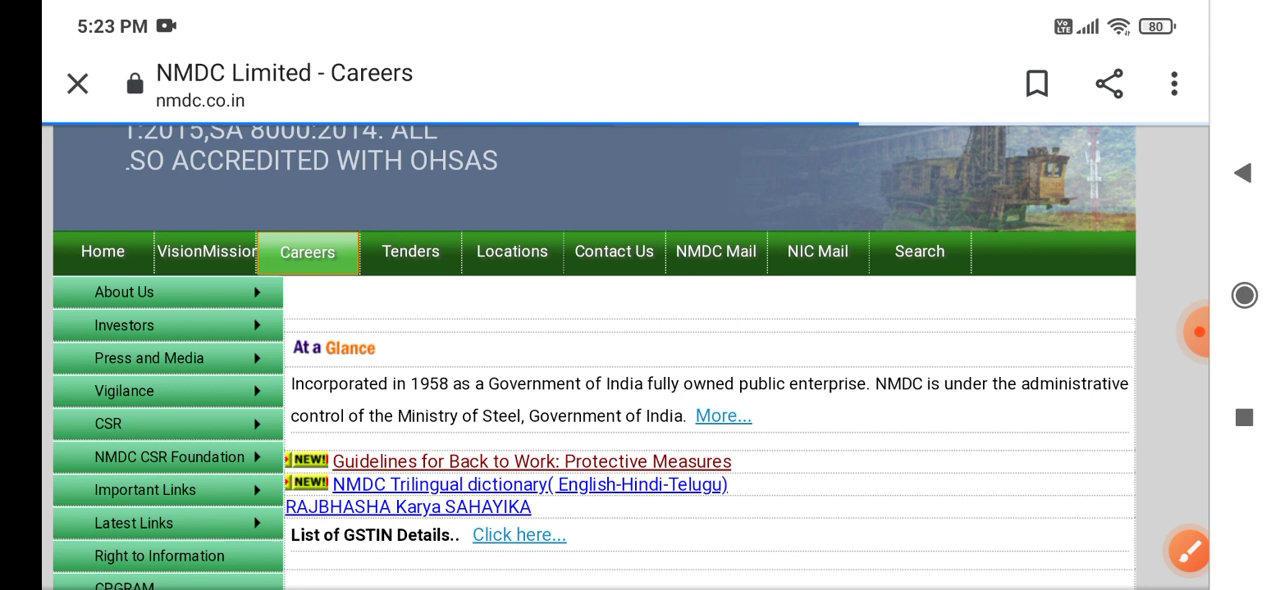 5:23 PM
Vo LTE
80
NMDC Limited - Careers
nmdc.co.in
1:2015,SA 8000:2014. ALL
.SO ACCREDITED WITH OHSAS
Home VisionMission Careers Tenders Locations Contact Us NMDC Mail NIC Mail Search
About Us
Investors
Press and Media
Vigilance
CSR
NMDC CSR Foundation
Important Links
Latest Links
Right to Information
CPGRAM
At a Glance
Incorporated in 1958 as a Government of India fully owned public enterprise. NMDC is under the administrative
control of the Ministry of Steel, Government of India. More...
NEW!! Guidelines for Back to Work: Protective Measures
NEW!! NMDC Trilingual dictionary( English-Hindi-Telugu)
RAJBHASHA Karya SAHAYIKA
List of GSTIN Details.. Click here...